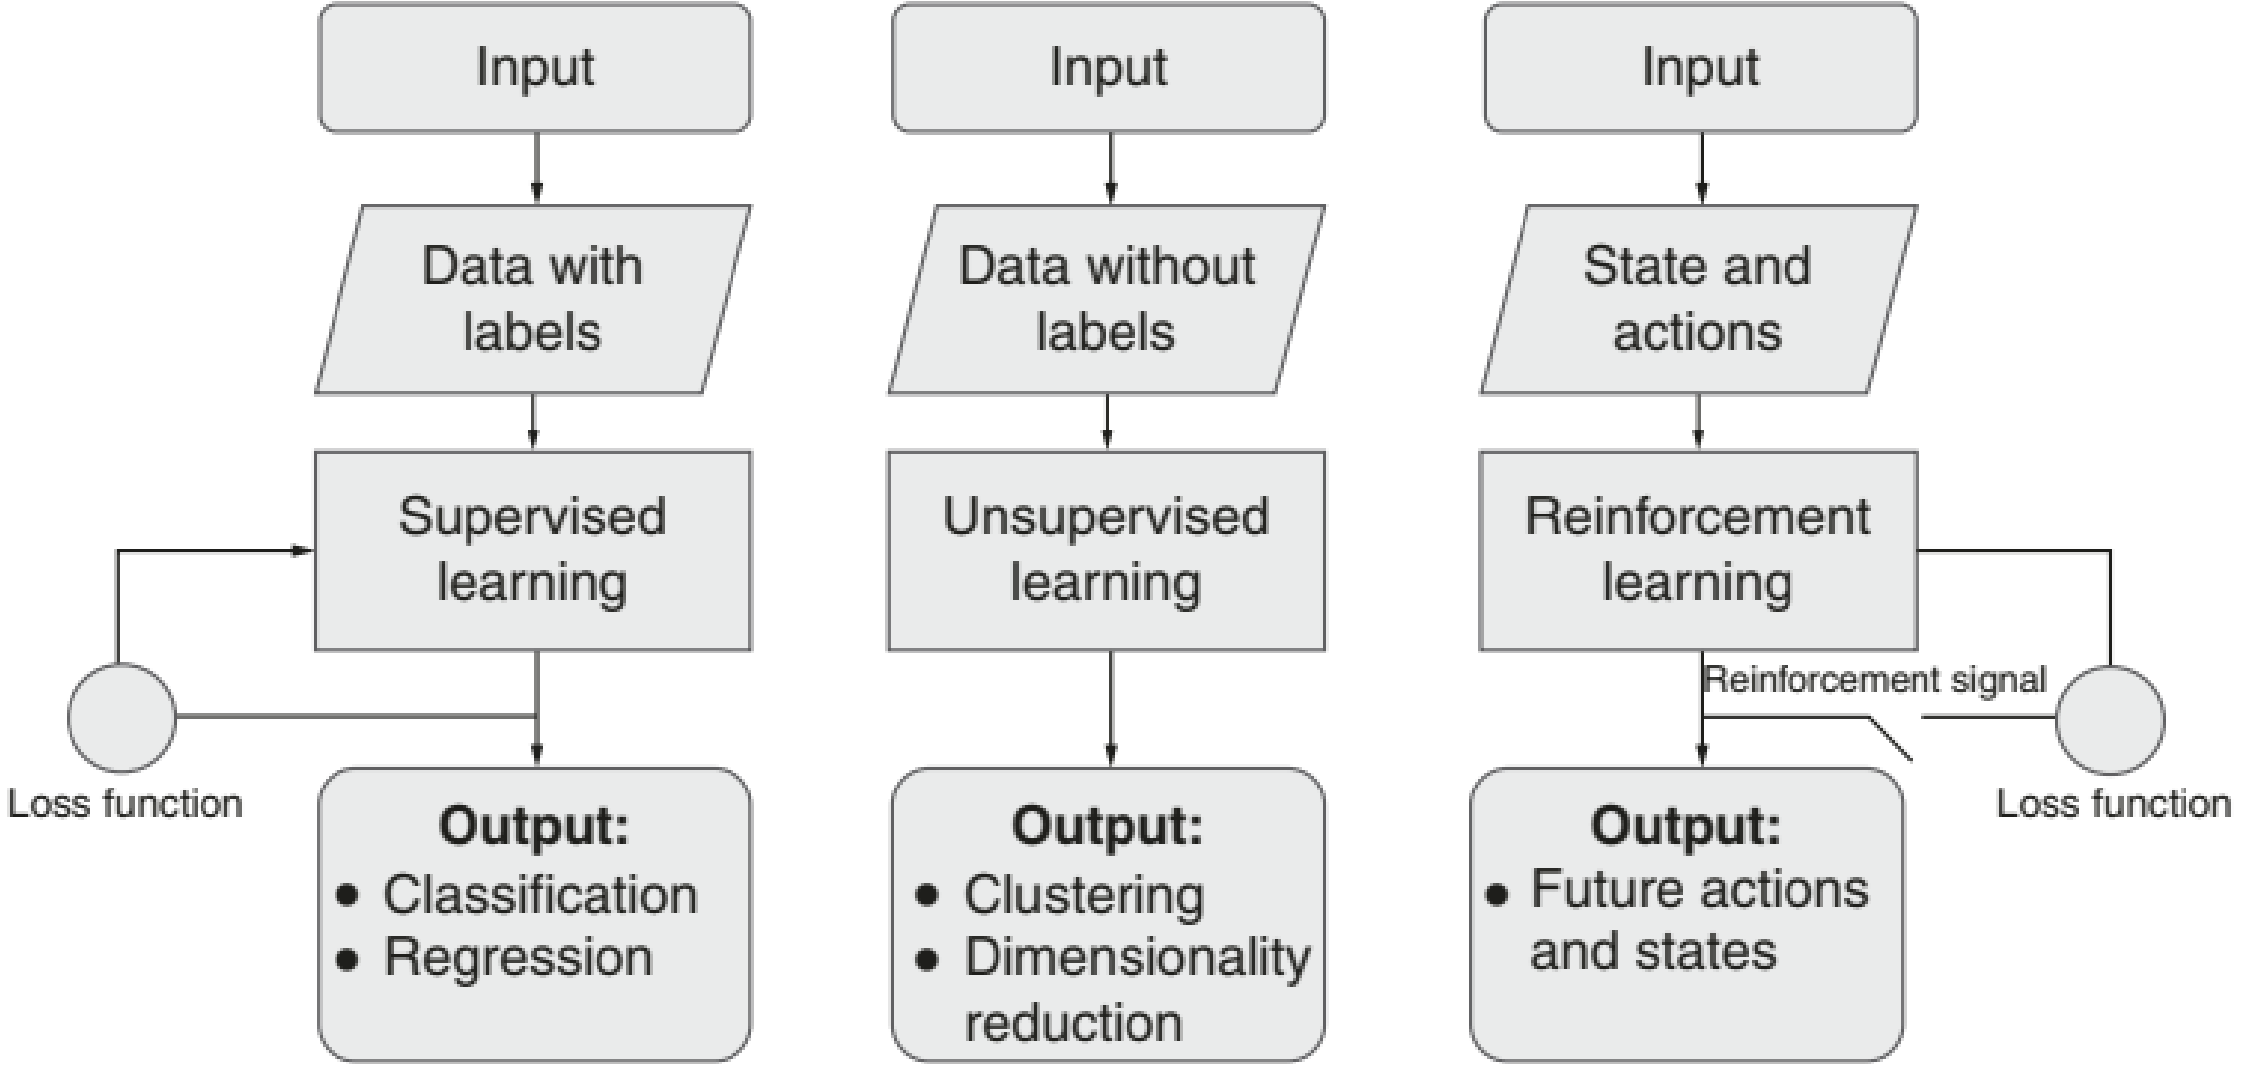 Input
Data with
labels
Supervised
learning
Loss function
Output:
• Classification
• Regression
Input
Data without
labels
Unsupervised
learning
Output:
• Clustering
• Dimensionality
reduction
Input
State and
actions
Reinforcement
learning
Reinforcement signal
Loss function
Output:
• Future actions
and states